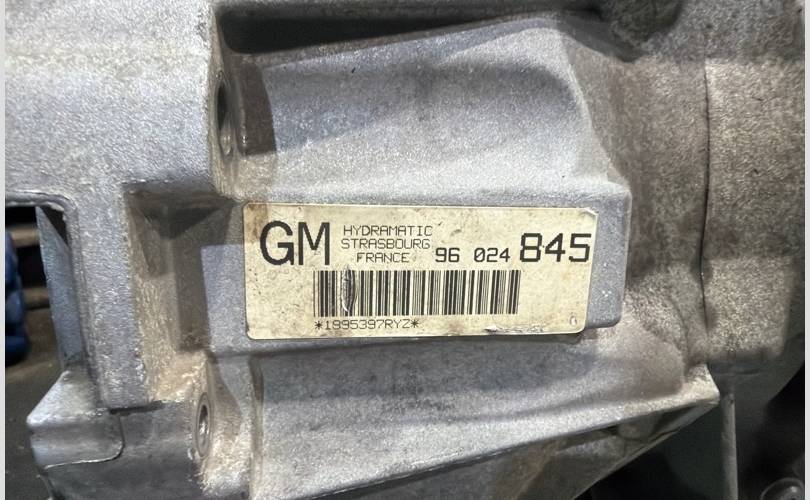 GM HYDRAMATIC
STRASBOURG
FRANCE 96 024 845
*1995397RYZ*